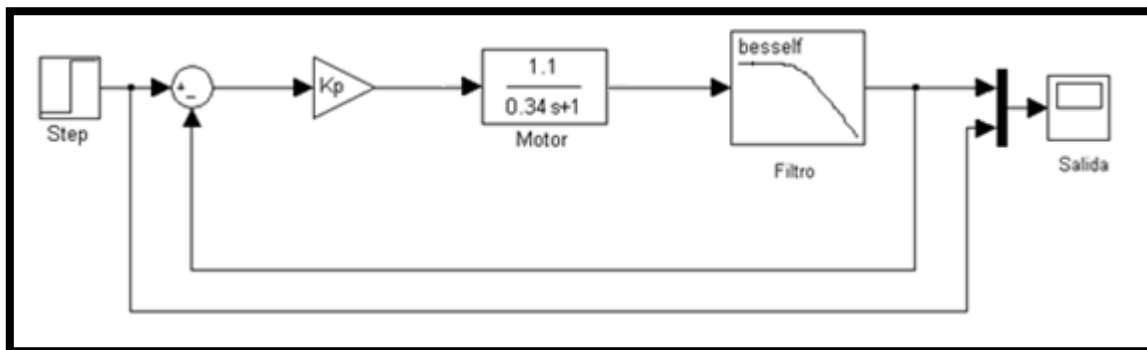 Step
+
-
Kp
1.1
0.34 s+1
Motor
besself
Filtro
Salida